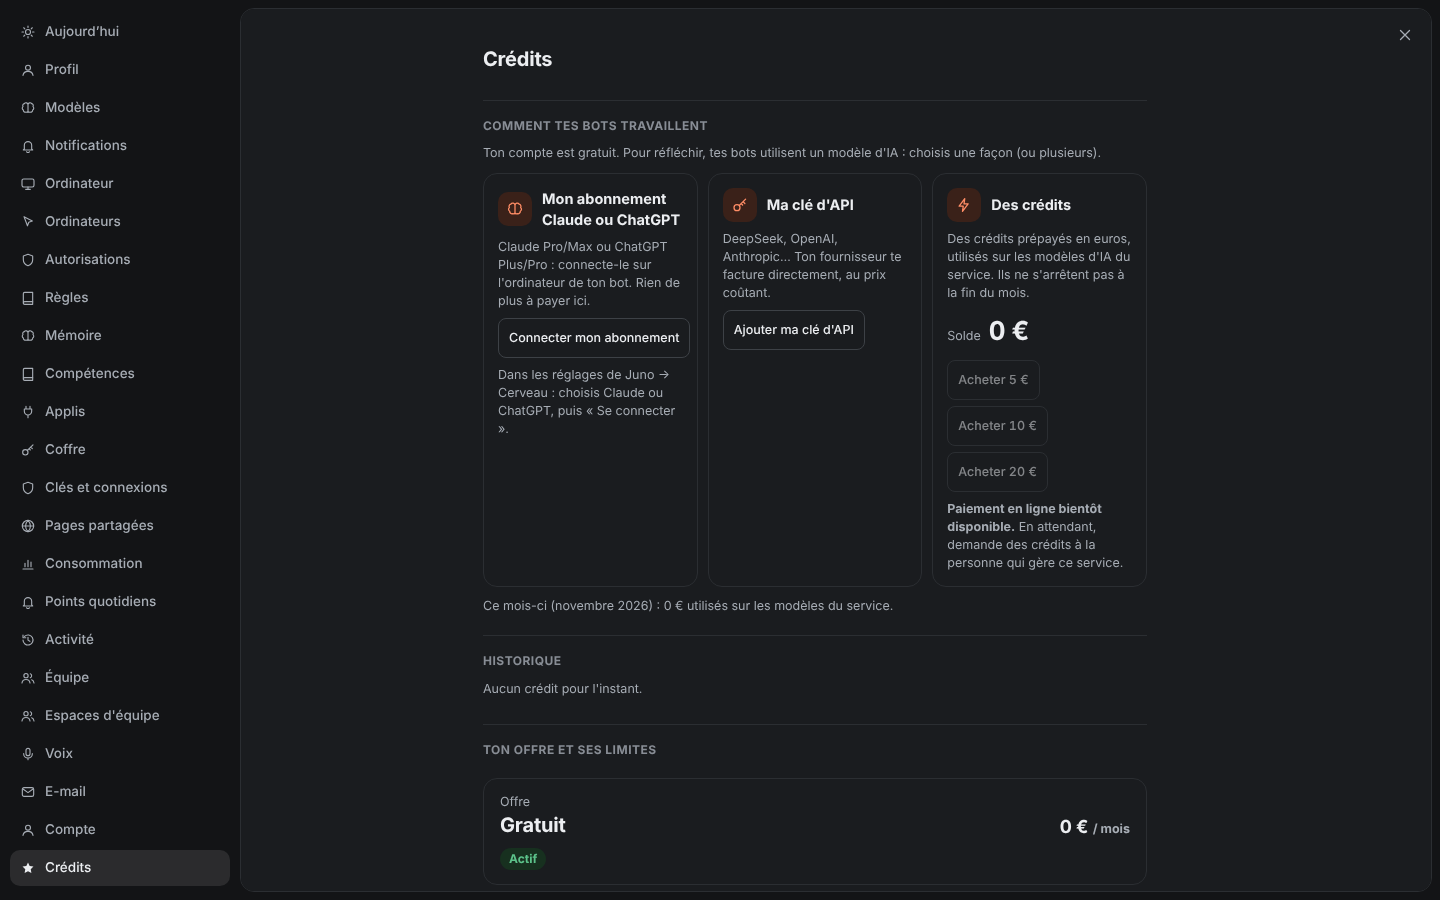 Aujourd'hui
Profil
Modèles
Notifications
Ordinateur
Ordinateurs
Autorisations
Règles
Mémoire
Compétences
Applis
Coffre
Clés et connexions
Pages partagées
Consommation
Points quotidiens
Activité
Équipe
Espaces d'équipe
Voix
E-mail
Compte
Crédits
Crédits
COMMENT TES BOTS TRAVAILLENT
Ton compte est gratuit. Pour réfléchir, tes bots utilisent un modèle d'IA : choisis une façon (ou plusieurs).
Mon abonnement
Claude ou ChatGPT
Claude Pro/Max ou ChatGPT
Plus/Pro : connecte-le sur
l'ordinateur de ton bot. Rien de
plus à payer ici.
Connecter mon abonnement
Dans les réglages de Juno →
Cerveau : choisis Claude ou
ChatGPT, puis « Se connecter
».
Ma clé d'API
DeepSeek, OpenAI,
Anthropic... Ton fournisseur te
facture directement, au prix
coûtant.
Ajouter ma clé d'API
Des crédits
Des crédits prépayés en euros,
utilisés sur les modèles d'IA du
service. Ils ne s'arrêtent pas à
la fin du mois.
Solde 0 €
Acheter 5 €
Acheter 10 €
Acheter 20 €
Paiement en ligne bientôt
disponible. En attendant,
demande des crédits à la
personne qui gère ce service.
Ce mois-ci (novembre 2026) : 0 € utilisés sur les modèles du service.
HISTORIQUE
Aucun crédit pour l'instant.
TON OFFRE ET SES LIMITES
Offre
Gratuit
0 € / mois
Actif